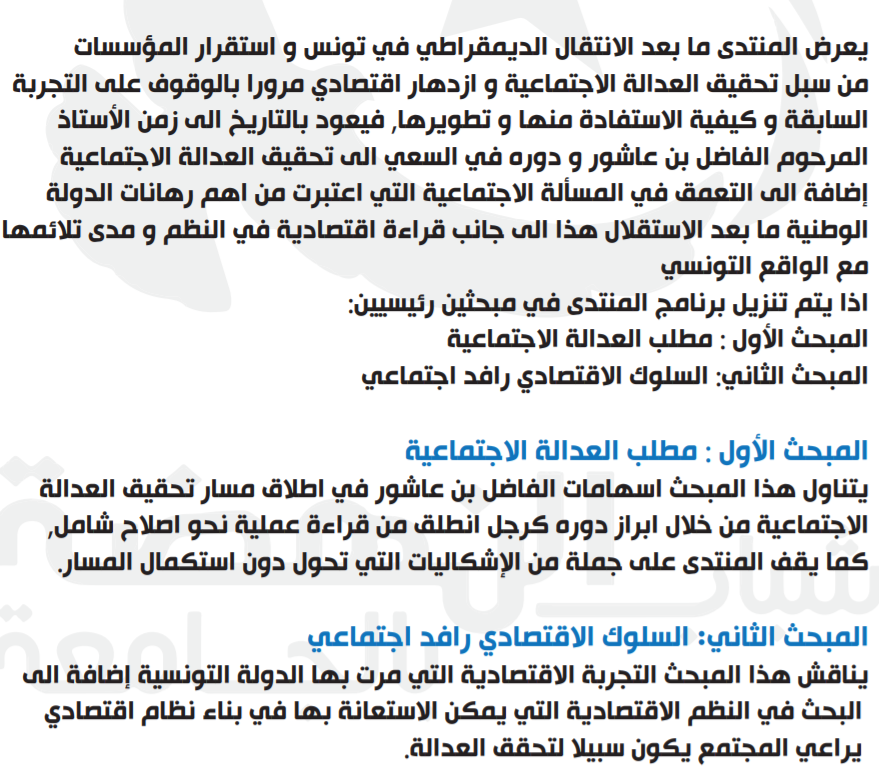 يعرض المنتدى ما بعد الانتقال الديمقراطي في تونس و استقرار المؤسسات
من سبل تحقيق العدالة الاجتماعية و ازدهار اقتصادي مرورا بالوقوف على التجربة
السابقة و كيفية الاستفادة منها و تطويرها, فيعود بالتاريخ الى زمن الأستاذ
المرحوم الفاضل بن عاشور و دوره في السعي الى تحقيق العدالة الاجتماعية
إضافة الى التعمق في المسألة الاجتماعية التي اعتبرت من اهم رهانات الدولة
الوطنية ما بعد الاستقلال هذا الى جانب قراءة اقتصادية في النظم و مدى تلائمها
مع الواقع التونسي
اذا يتم تنزيل برنامج المنتدى في مبحثين رئيسيين:
المبحث الأول : مطلب العدالة الاجتماعية
المبحث الثاني: السلوك الاقتصادي رافد اجتماعي
المبحث الأول : مطلب العدالة الاجتماعية
يتناول هذا المبحث اسهامات الفاضل بن عاشور في اطلاق مسار تحقيق العدالة
الاجتماعية من خلال ابراز دوره كرجل انطلق من قراءة عملية نحو اصلاح شامل,
كما يقف المنتدى على جملة من الإشكاليات التي تحول دون استكمال المسار.
المبحث الثاني: السلوك الاقتصادي رافد اجتماعي
يناقش هذا المبحث التجربة الاقتصادية التي مرت بها الدولة التونسية إضافة الى
البحث في النظم الاقتصادية التي يمكن الاستعانة بها في بناء نظام اقتصادي
يراعي المجتمع يكون سبيلا لتحقق العدالة.